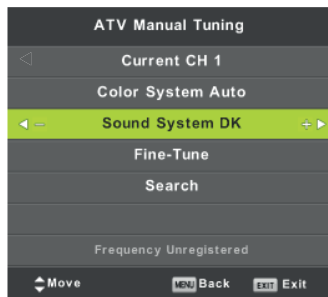 ATV Manual Tuning
Current CH 1
Color System Auto
Sound System DK
Fine-Tune
Search
Frequency Unregistered
Move MENU Back EXIT Exit